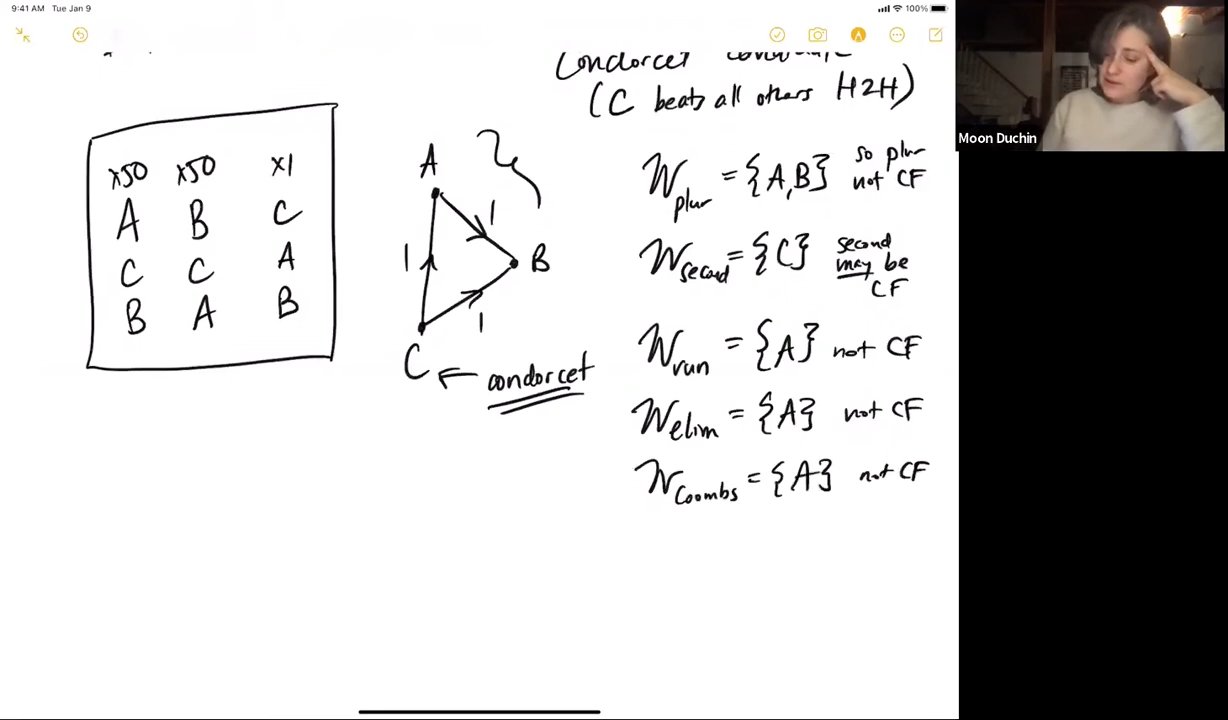 9:41 AM Tue Jan 9
100%
Condorcet
(C beats all others H2H)
x50 x50 x1
A B C
C C A
B A B
A
1
1
B
1
C ← condorcet
W plur = {A,B} so plur not CF
W second = {C} second may be CF
W run = {A} not CF
W elim = {A} not CF
W Coombs = {A} not CF
Moon Duchin